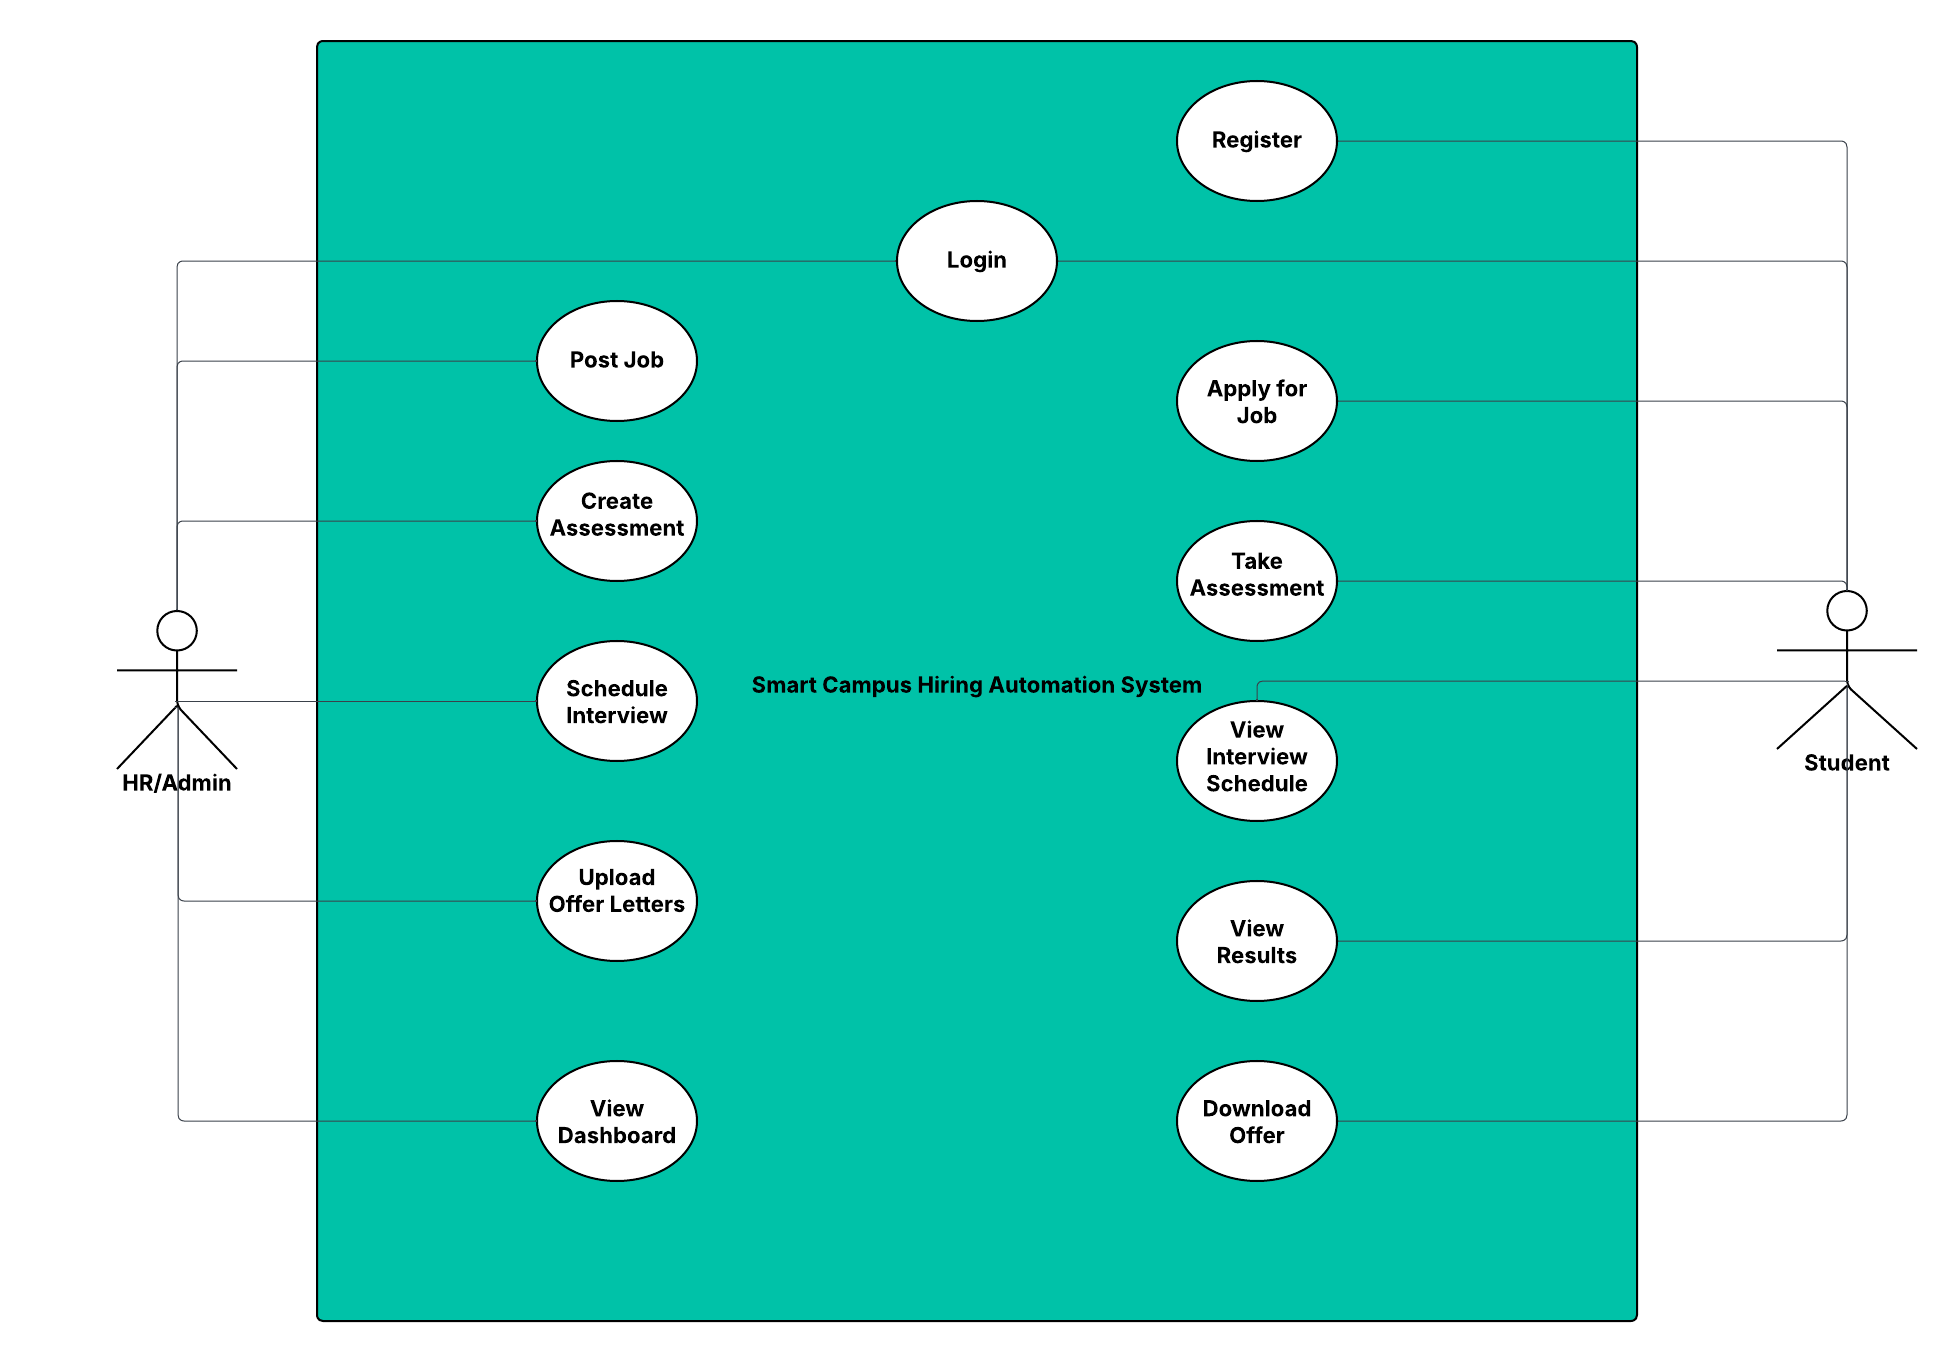 Register
Login
Post Job
Apply for
Job
Create
Assessment
Take
Assessment
Schedule
Interview
Smart Campus Hiring Automation System
View
Interview
Schedule
HR/Admin
Student
Upload
Offer Letters
View
Results
View
Dashboard
Download
Offer